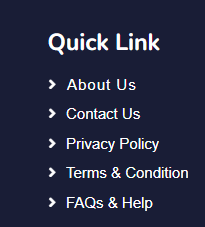 Quick Link
About Us
Contact Us
Privacy Policy
Terms & Condition
FAQs & Help